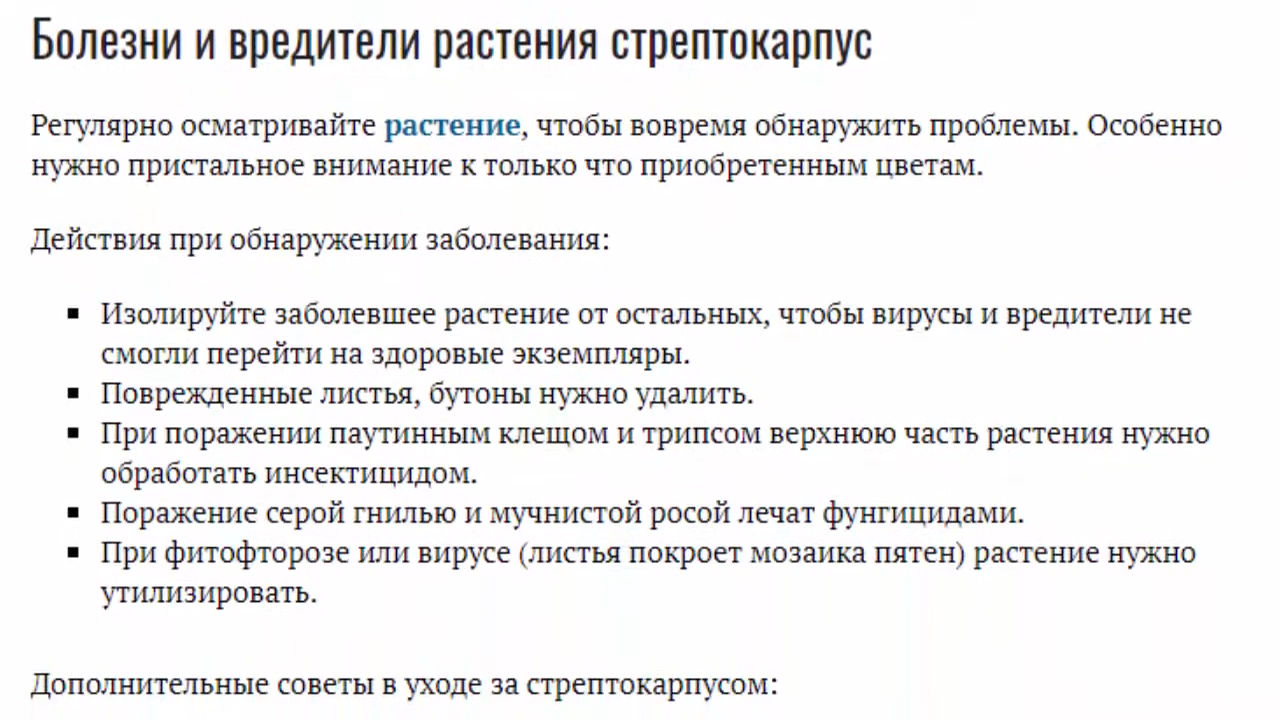 Болезни и вредители растения стрептокарпус
Регулярно осматривайте растение, чтобы вовремя обнаружить проблемы. Особенно
нужно пристальное внимание к только что приобретенным цветам.
Действия при обнаружении заболевания:
▪ Изолируйте заболевшее растение от остальных, чтобы вирусы и вредители не
смогли перейти на здоровые экземпляры.
▪ Поврежденные листья, бутоны нужно удалить.
▪ При поражении паутинным клещом и трипсом верхнюю часть растения нужно
обработать инсектицидом.
▪ Поражение серой гнилью и мучнистой росой лечат фунгицидами.
▪ При фитофторозе или вирусе (листья покроет мозаика пятен) растение нужно
утилизировать.
Дополнительные советы в уходе за стрептокарпусом: